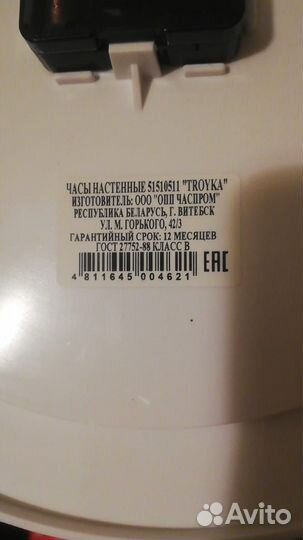 ЧАСЫ НАСТЕННЫЕ 51510511 "TROYKA"
ИЗГОТОВИТЕЛЬ: ООО "ОПП ЧАСПРОМ"
РЕСПУБЛИКА БЕЛАРУСЬ, Г. ВИТЕБСК
УЛ. М. ГОРЬКОГО, 42/3
ГАРАНТИЙНЫЙ СРОК: 12 МЕСЯЦЕВ
ГОСТ 27752-88 КЛАСС В
4 811645 004621
EAC
Avito